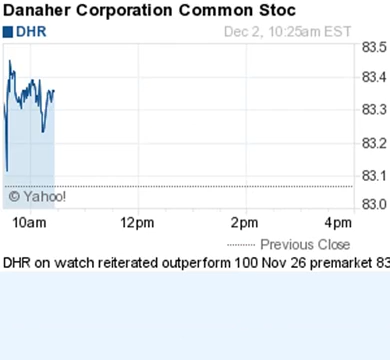 Danaher Corporation Common Stoc
DHR
Dec 2, 10:25am EST
83.5
83.4
83.3
83.2
83.1
83.0
© Yahoo!
10am 12pm 2pm 4pm
Previous Close
DHR on watch reiterated outperform 100 Nov 26 premarket 83